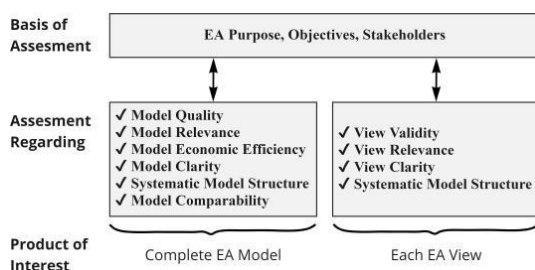 Basis of
Assesment
EA Purpose, Objectives, Stakeholders
Assesment
Regarding
✓ Model Quality
✓ Model Relevance
✓ Model Economic Efficiency
✓ Model Clarity
✓ Systematic Model Structure
✓ Model Comparability
✓ View Validity
✓ View Relevance
✓ View Clarity
✓ Systematic Model Structure
Product of
Interest
Complete EA Model
Each EA View